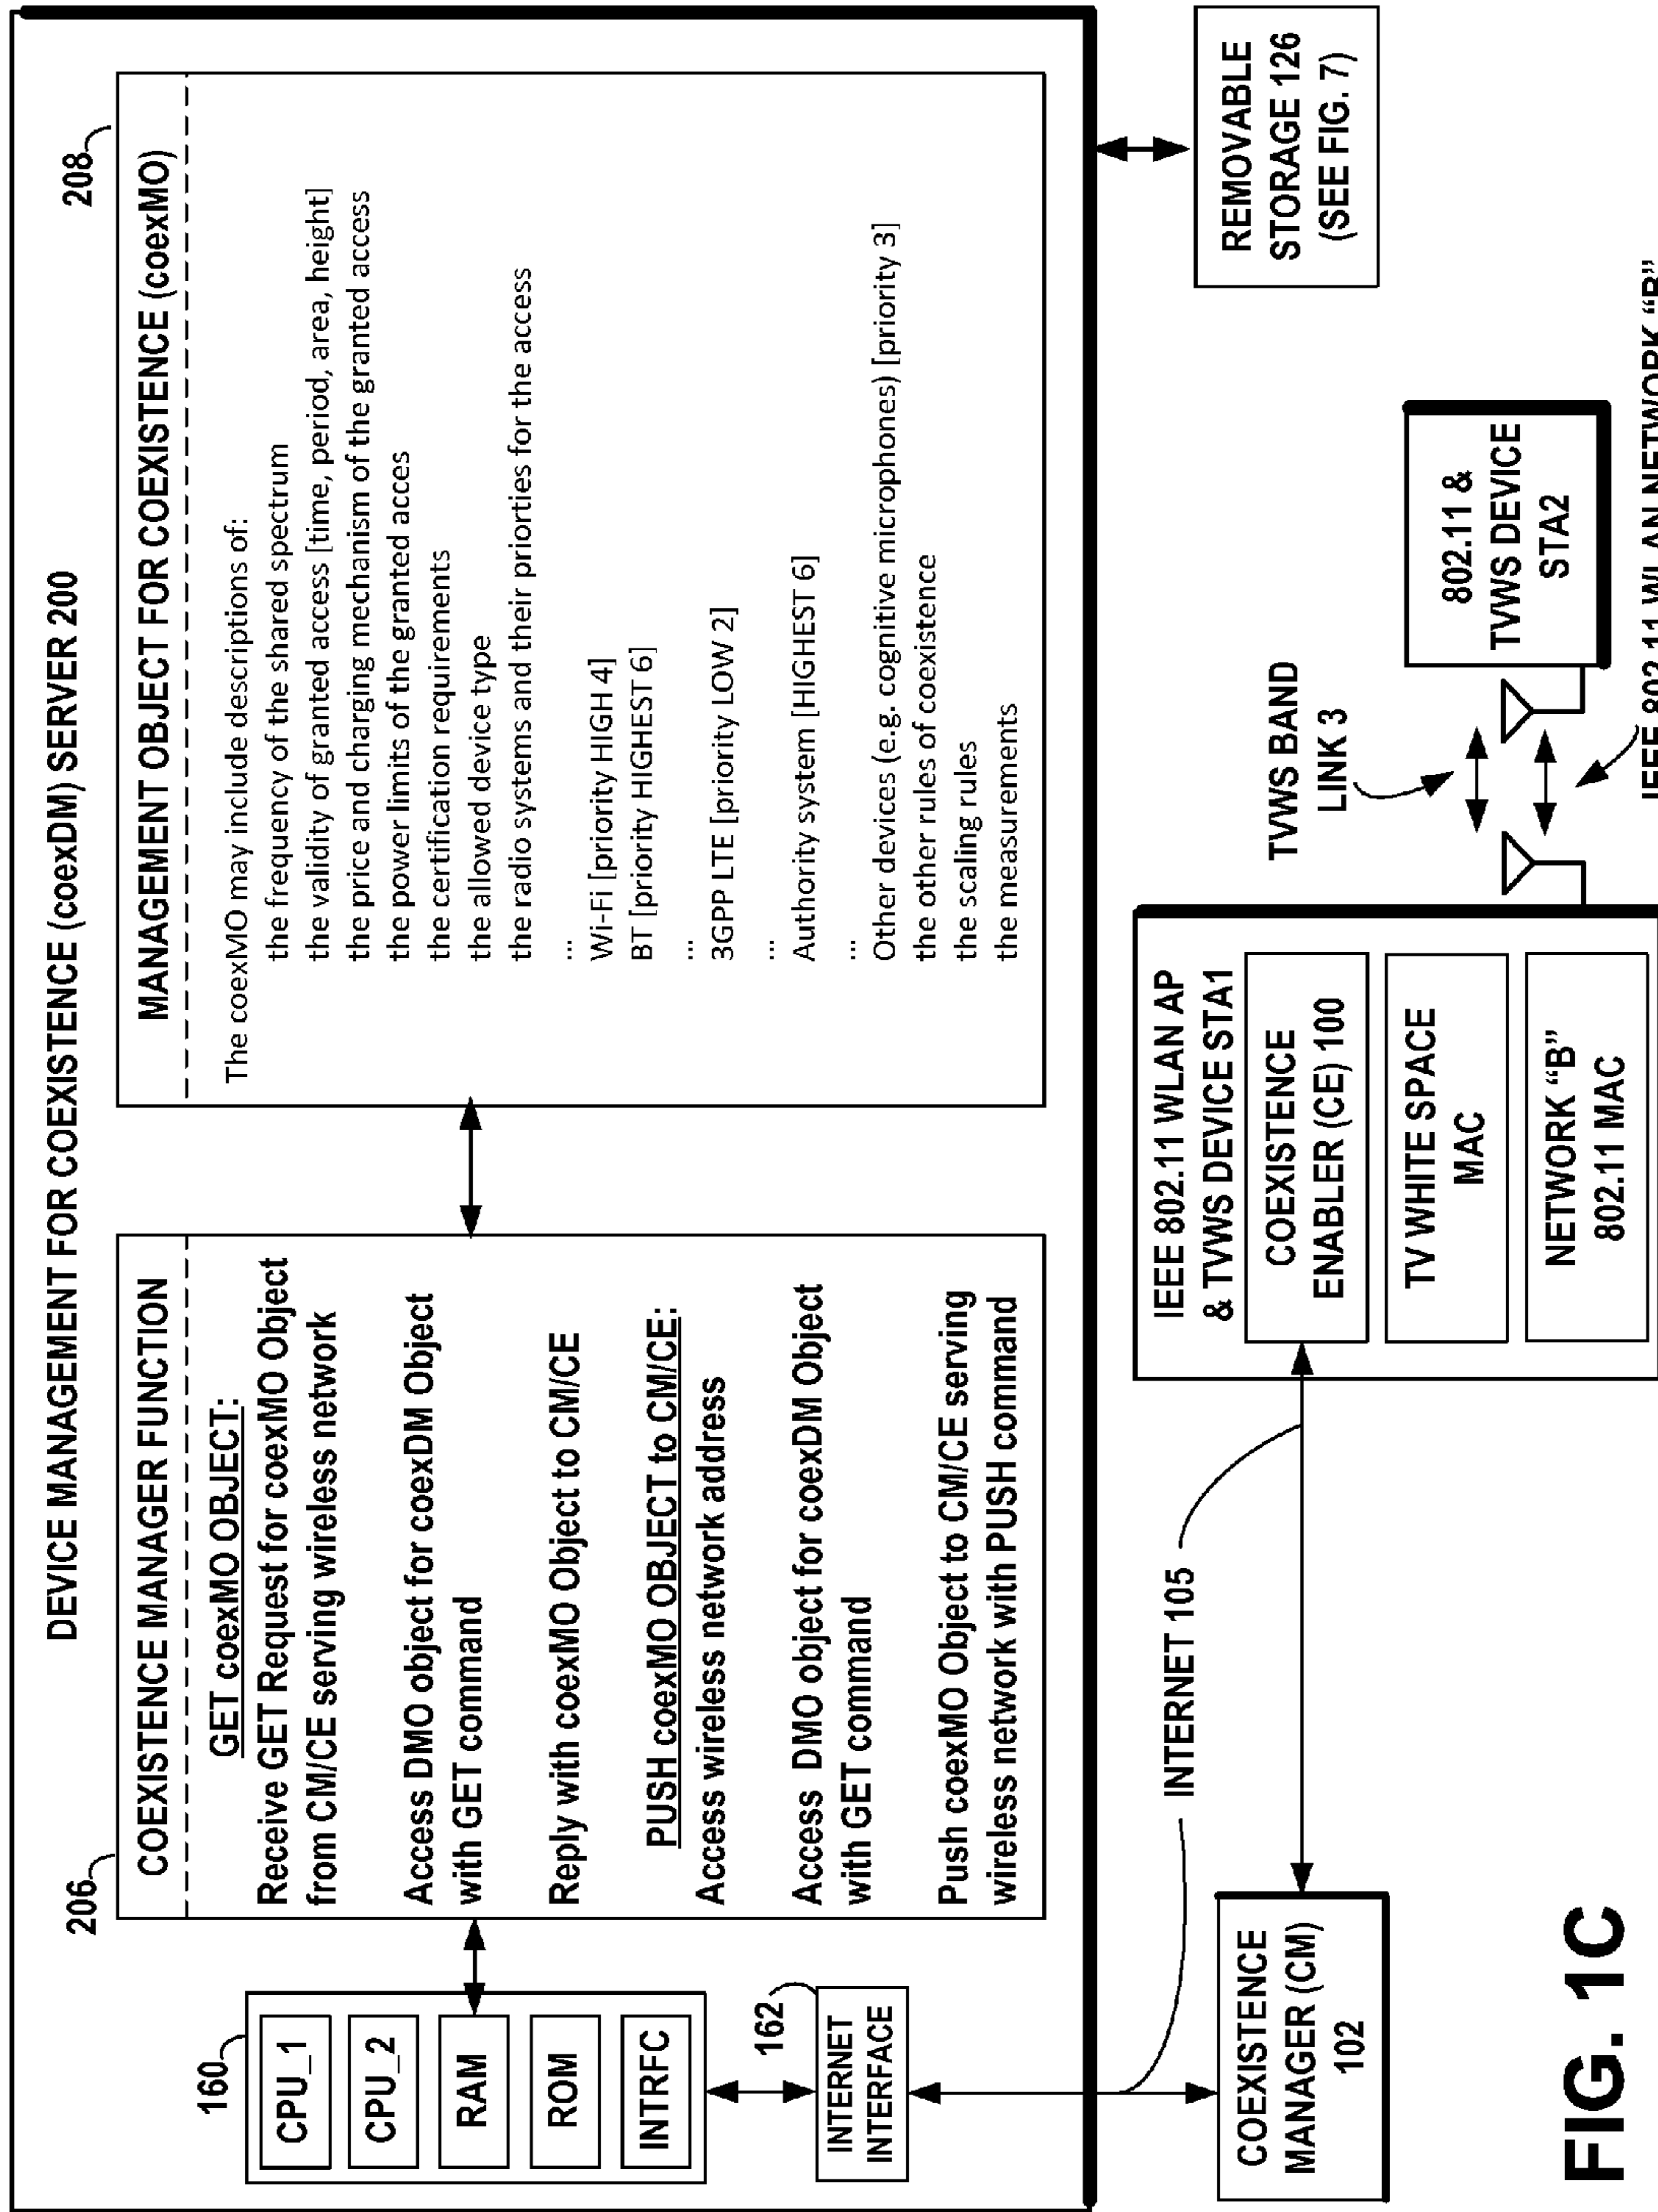 DEVICE MANAGEMENT FOR COEXISTENCE (coexDM) SERVER 200
206
COEXISTENCE MANAGER FUNCTION
GET coexMO OBJECT:
Receive GET Request for coexMO Object
from CM/CE serving wireless network
Access DMO object for coexDM Object
with GET command
Reply with coexMO Object to CM/CE
PUSH coexMO OBJECT to CM/CE:
Access wireless network address
Access DMO object for coexDM Object
with GET command
Push coexMO Object to CM/CE serving
wireless network with PUSH command
208
MANAGEMENT OBJECT FOR COEXISTENCE (coexMO)
The coexMO may include descriptions of:
the frequency of the shared spectrum
the validity of granted access [time, period, area, height]
the price and charging mechanism of the granted access
the power limits of the granted acces
the certification requirements
the allowed device type
the radio systems and their priorties for the access
...
Wi-Fi [priority HIGH 4]
BT [priority HIGHEST 6]
...
3GPP LTE [priority LOW 2]
...
Authority system [HIGHEST 6]
...
Other devices (e.g. cognitive microphones) [priority 3]
the other rules of coexistence
the scaling rules
the measurements
160
CPU_1
CPU_2
RAM
ROM
INTRFC
162
INTERNET
INTERFACE
INTERNET 105
COEXISTENCE
MANAGER (CM)
102
IEEE 802.11 WLAN AP
& TVWS DEVICE STA1
COEXISTENCE
ENABLER (CE) 100
TV WHITE SPACE
MAC
NETWORK “B”
802.11 MAC
TVWS BAND
LINK 3
802.11 &
TVWS DEVICE
STA2
IEEE 802.11 WLAN NETWORK “B”
REMOVABLE
STORAGE 126
(SEE FIG. 7)
FIG. 1C